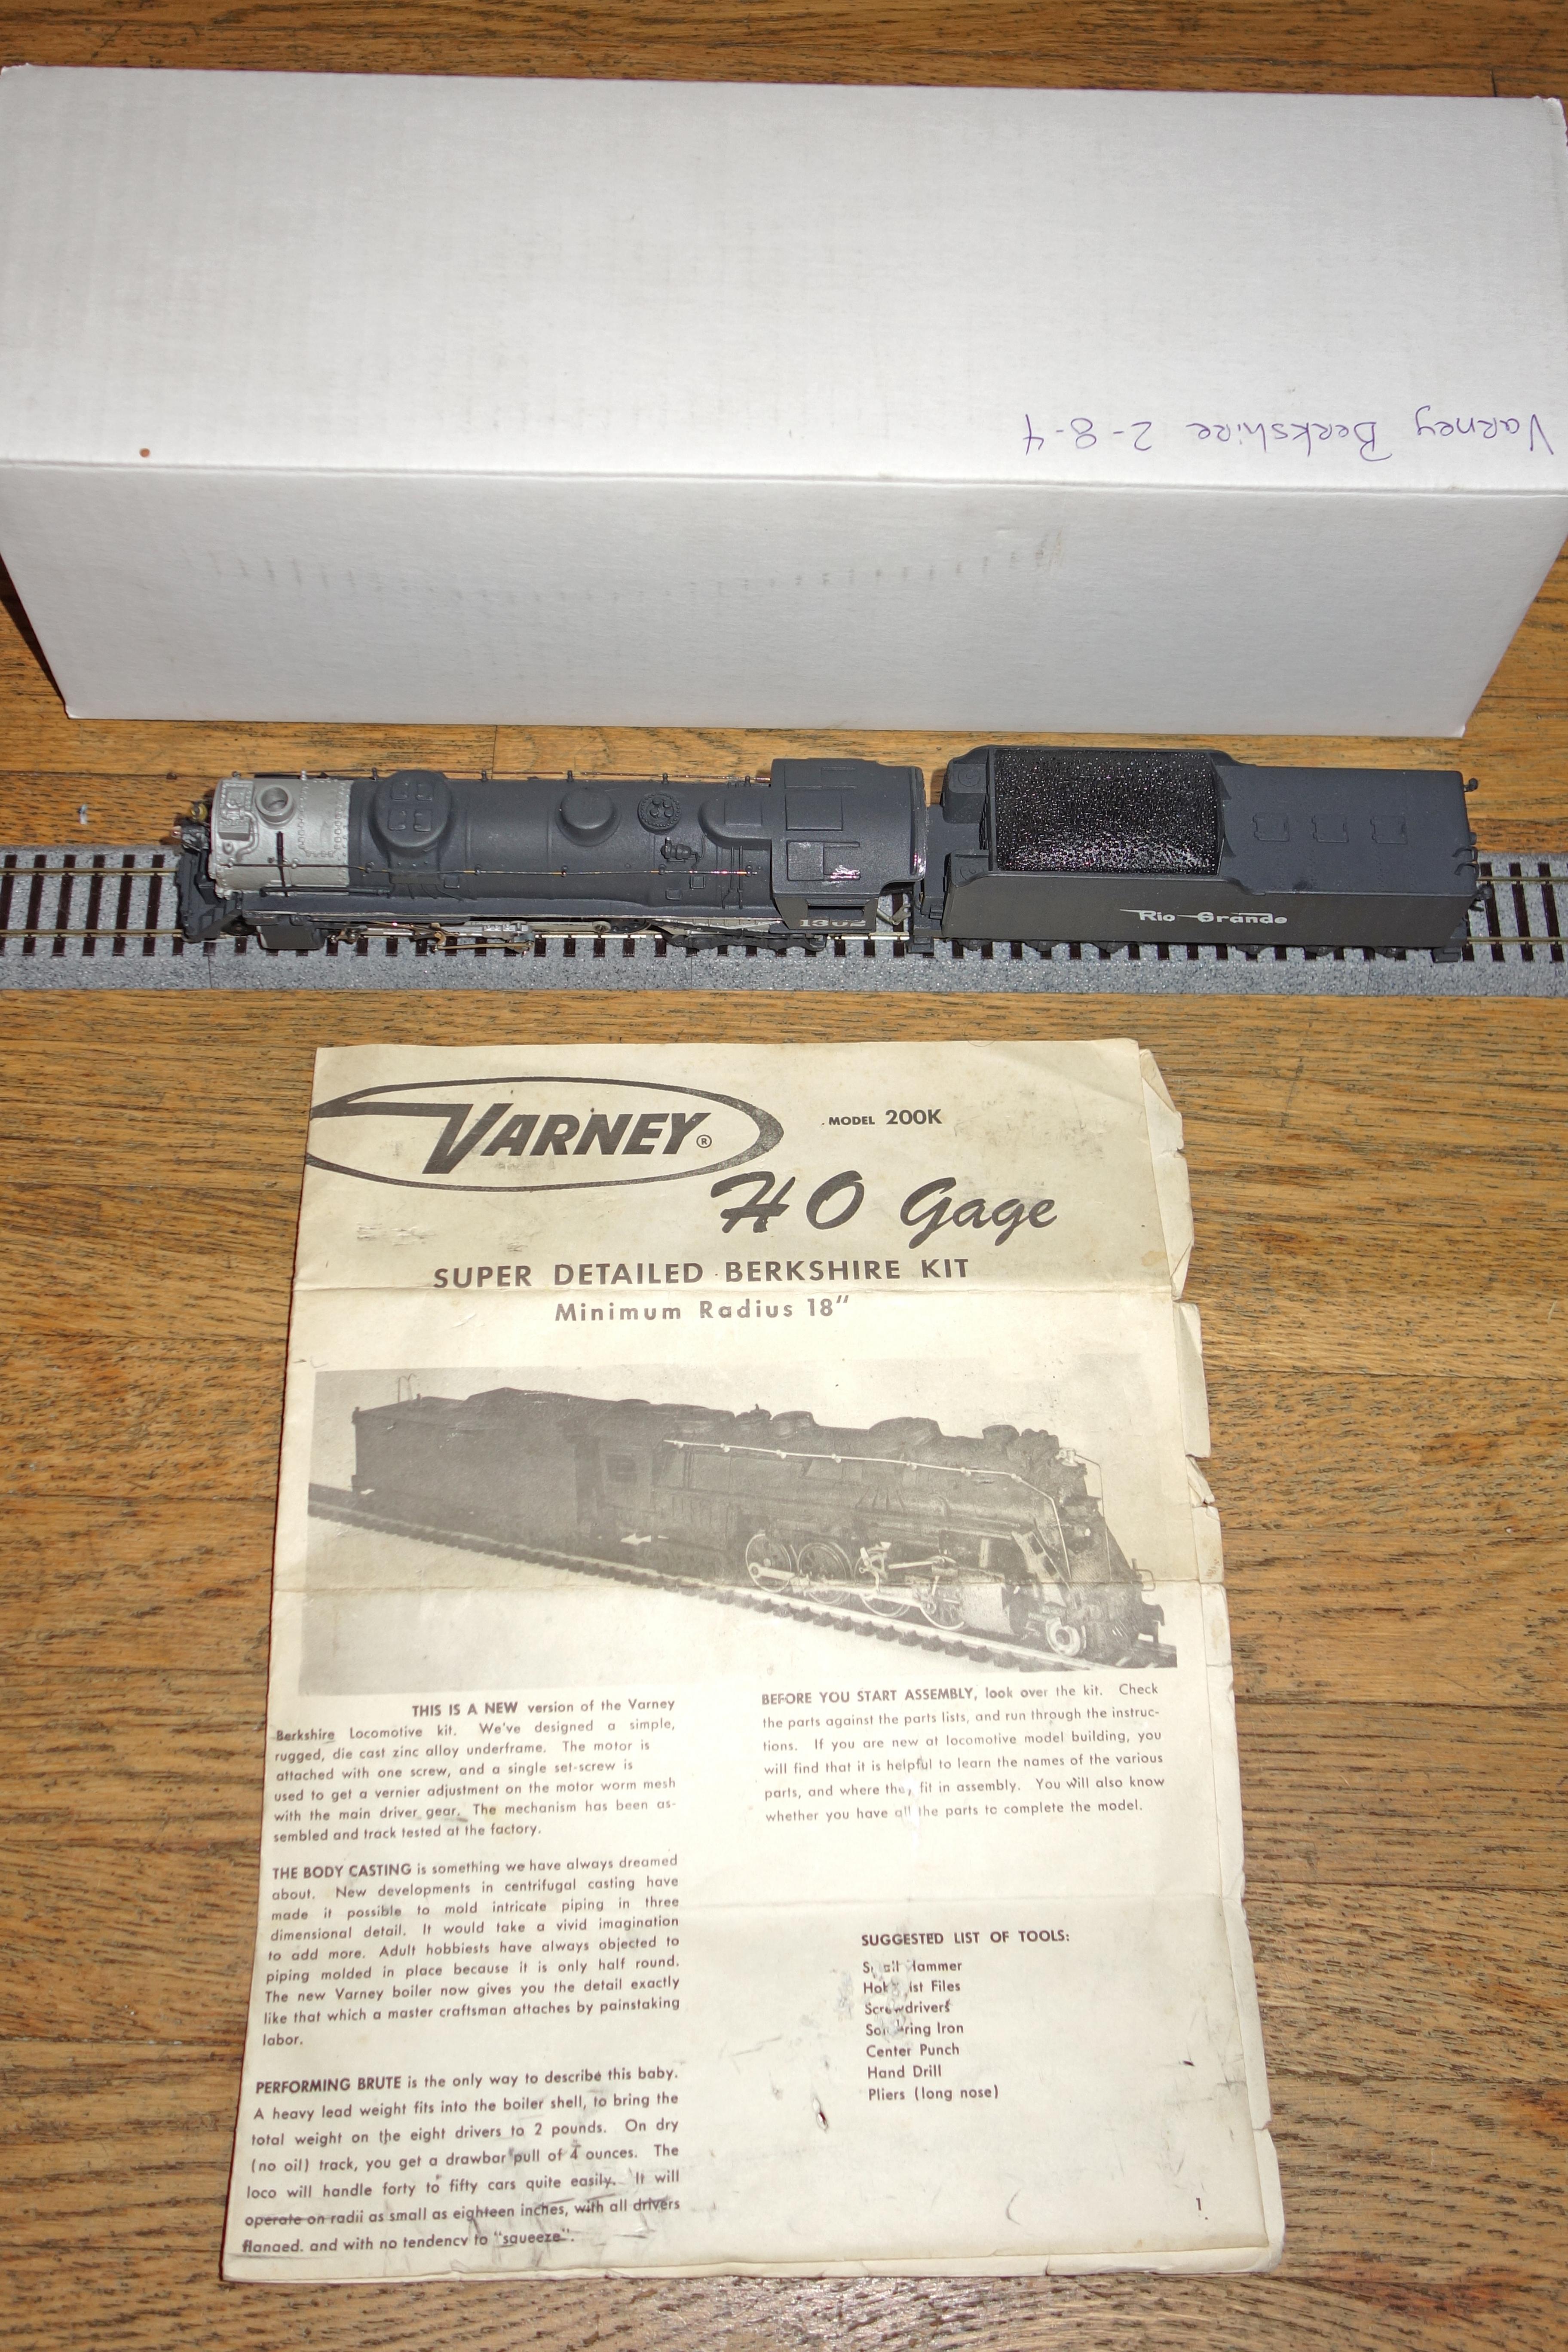 Varney Berkshire 2-8-4
Rio Grande
VARNEY®
MODEL 200K
HO Gage
SUPER DETAILED BERKSHIRE KIT
Minimum Radius 18"
THIS IS A NEW version of the Varney
Berkshire Locomotive kit. We've designed a simple,
rugged, die cast zinc alloy underframe. The motor is
attached with one screw, and a single set-screw is
used to get a vernier adjustment on the motor worm mesh
with the main driver gear. The mechanism has been as-
sembled and track tested at the factory.
THE BODY CASTING is something we have always dreamed
about. New developments in centrifugal casting have
made it possible to mold intricate piping in three
dimensional detail. It would take a vivid imagination
to add more. Adult hobbiests have always objected to
piping molded in place because it is only half round.
The new Varney boiler now gives you the detail exactly
like that which a master craftsman attaches by painstaking
labor.
PERFORMING BRUTE is the only way to describe this baby.
A heavy lead weight fits into the boiler shell, to bring the
total weight on the eight drivers to 2 pounds. On dry
(no oil) track, you get a drawbar pull of 4 ounces. The
loco will handle forty to fifty cars quite easily. It will
operate on radii as small as eighteen inches, with all drivers
flanged, and with no tendency to "squeeze".
BEFORE YOU START ASSEMBLY, look over the kit. Check
the parts against the parts lists, and run through the instruc-
tions. If you are new at locomotive model building, you
will find that it is helpful to learn the names of the various
parts, and where they fit in assembly. You will also know
whether you have all the parts to complete the model.
SUGGESTED LIST OF TOOLS:
Small Hammer
Hobbyist Files
Screwdrivers
Soldering Iron
Center Punch
Hand Drill
Pliers (long nose)
1